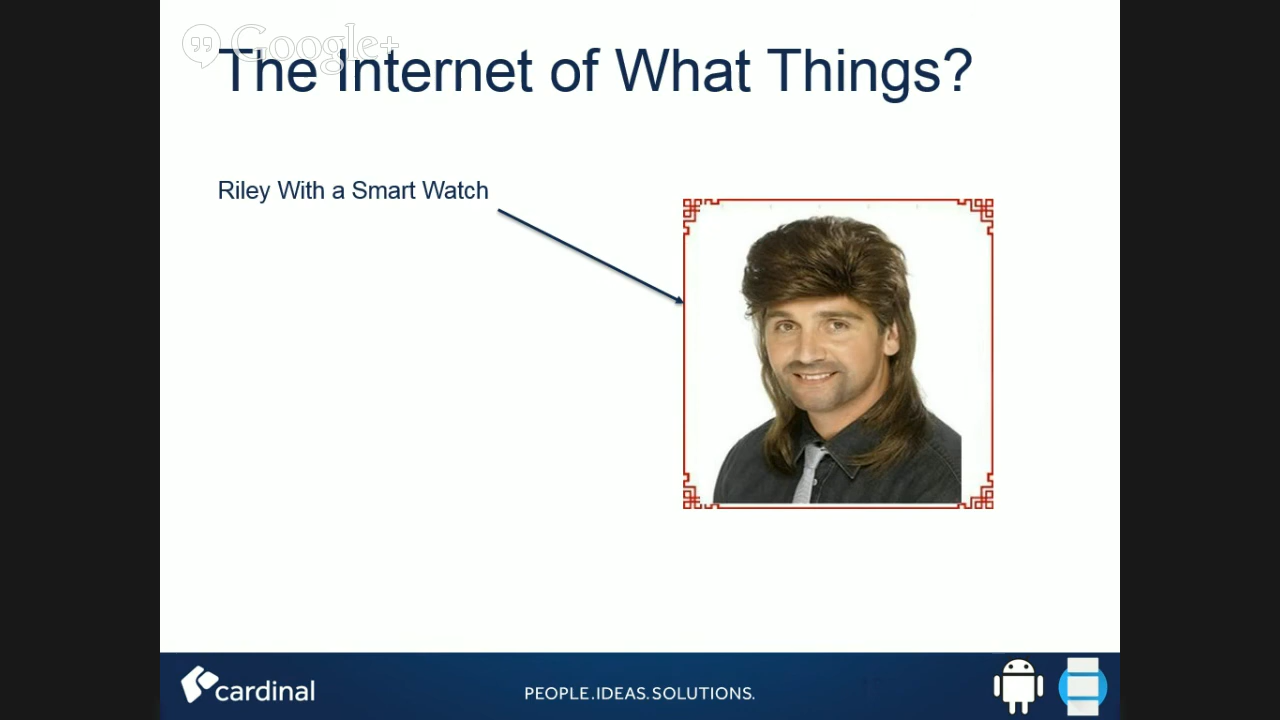 Google+
The Internet of What Things?
Riley With a Smart Watch
cardinal
PEOPLE.IDEAS.SOLUTIONS.